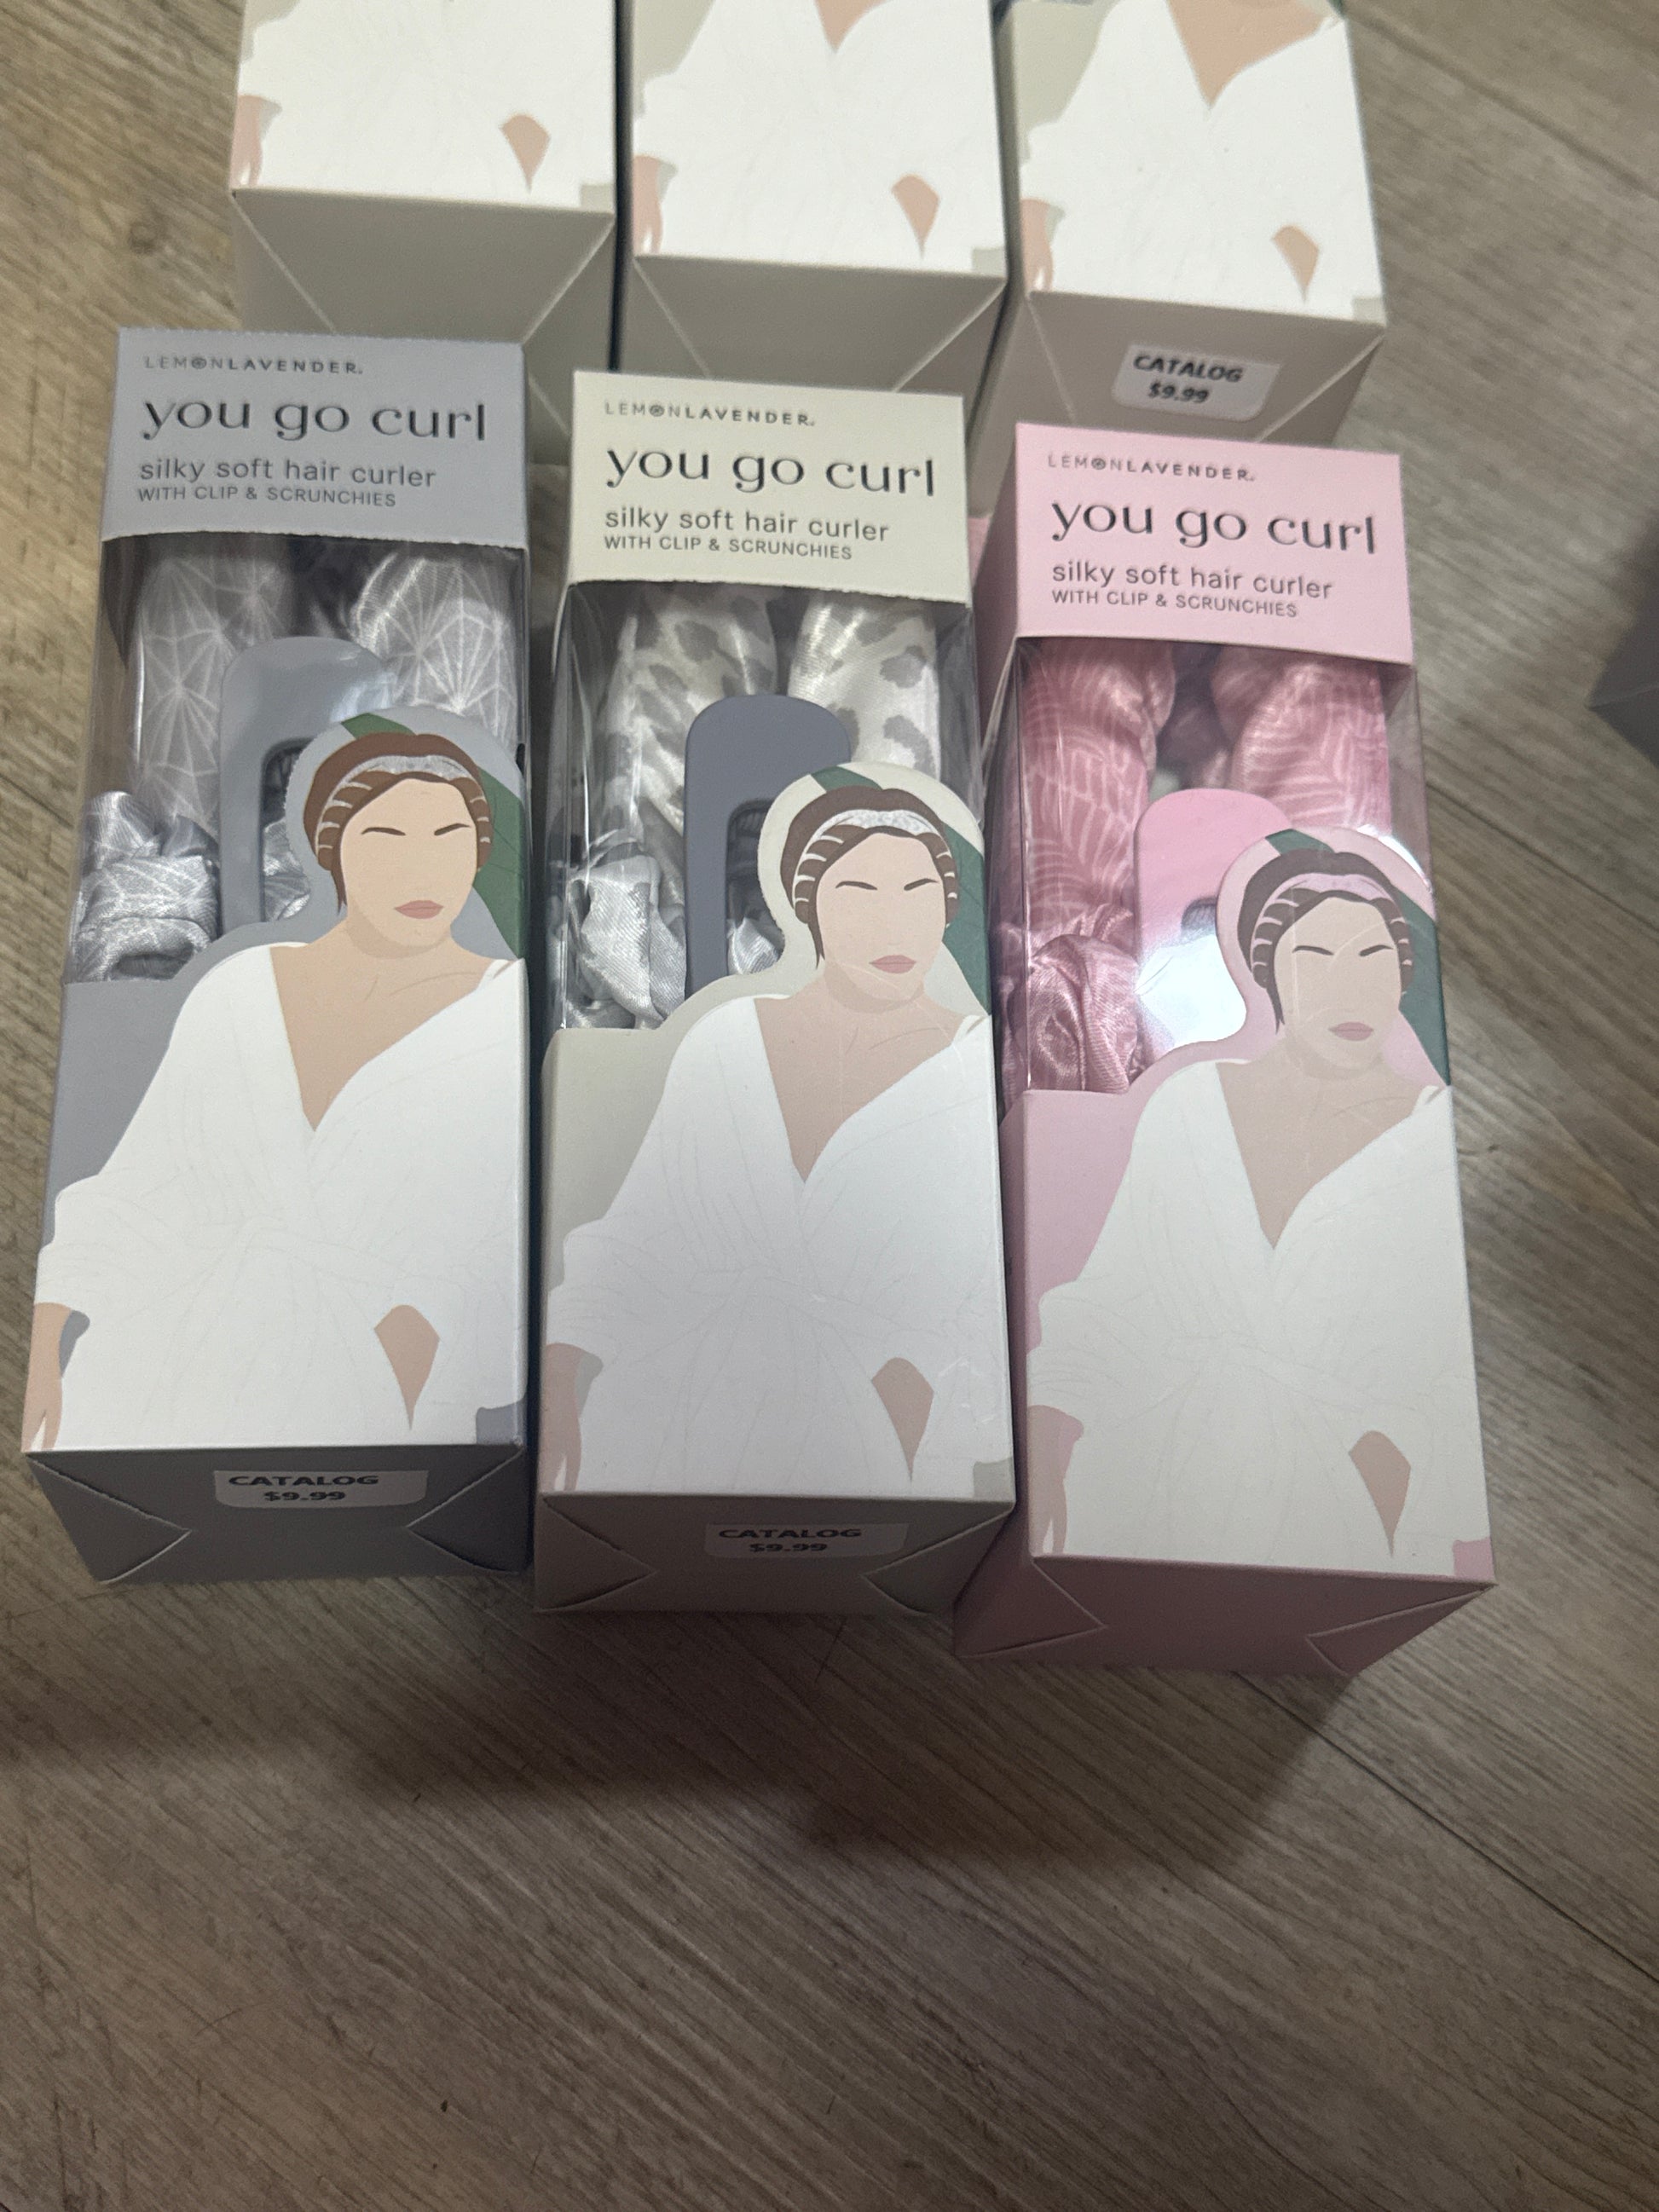 CATALOG
$9.99
LEMONLAVENDER®
you go curl
silky soft hair curler
WITH CLIP & SCRUNCHIES
CATALOG
$9.99
LEMONLAVENDER®
you go curl
silky soft hair curler
WITH CLIP & SCRUNCHIES
CATALOG
$9.99
LEMONLAVENDER®
you go curl
silky soft hair curler
WITH CLIP & SCRUNCHIES